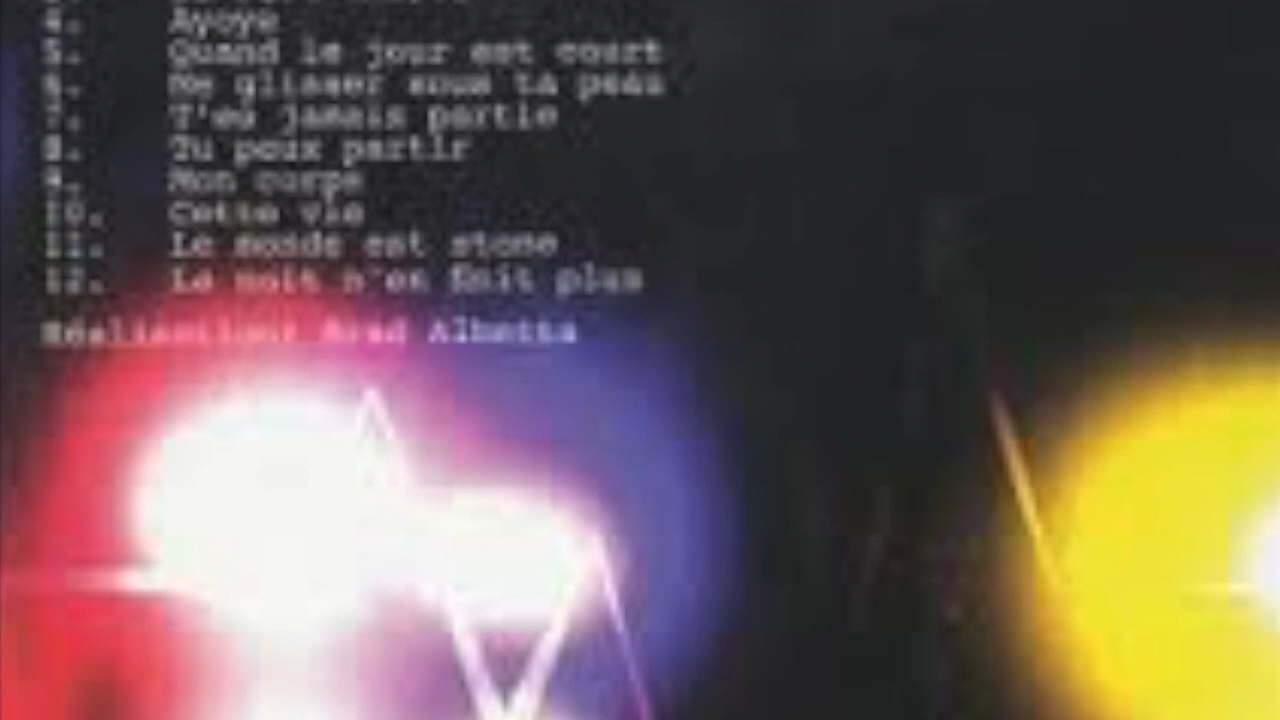 4. Ayoye
5. Quand le jour est court
6. Me glisser sous ta peau
7. T'es jamais partie
8. Tu peux partir
9. Mon corps
10. Cette vie
11. Le monde est stone
12. La nuit n'en finit plus
Réalisation: Brad Albetta